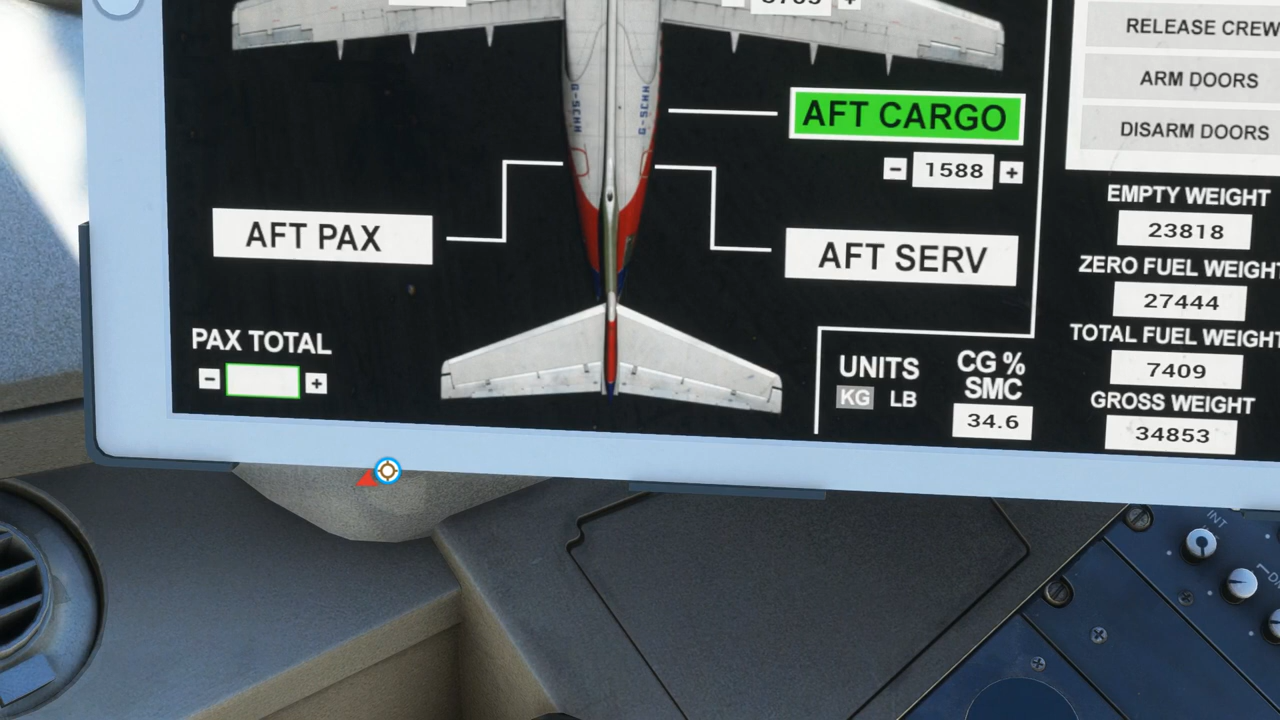 RELEASE CREW
ARM DOORS
DISARM DOORS
AFT CARGO
- 1588 +
EMPTY WEIGHT
23818
AFT PAX
AFT SERV
ZERO FUEL WEIGHT
27444
TOTAL FUEL WEIGHT
7409
PAX TOTAL
- +
UNITS
KG LB
CG %
SMC
34.6
GROSS WEIGHT
34853
G-SCHH
INT